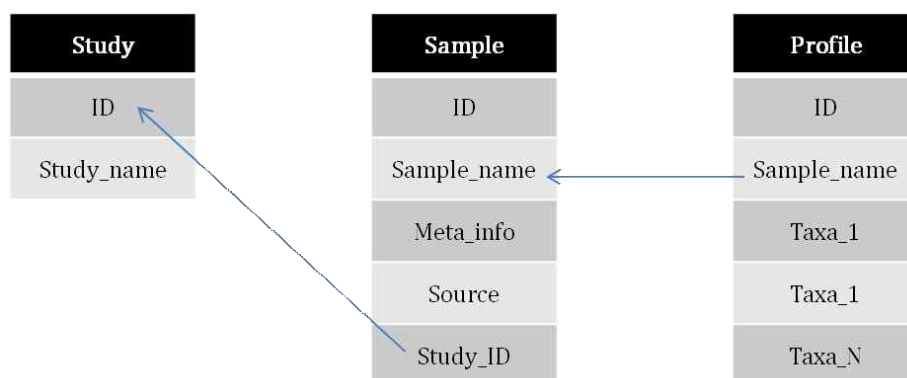 Study
ID
Study_name
Sample
ID
Sample_name
Meta_info
Source
Study_ID
Profile
ID
Sample_name
Taxa_1
Taxa_1
Taxa_N